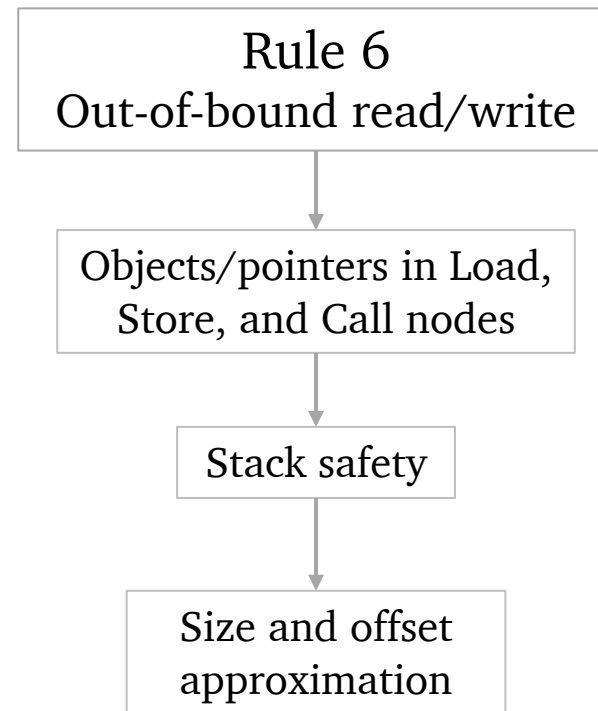 Rule 6
Out-of-bound read/write
Objects/pointers in Load,
Store, and Call nodes
Stack safety
Size and offset
approximation